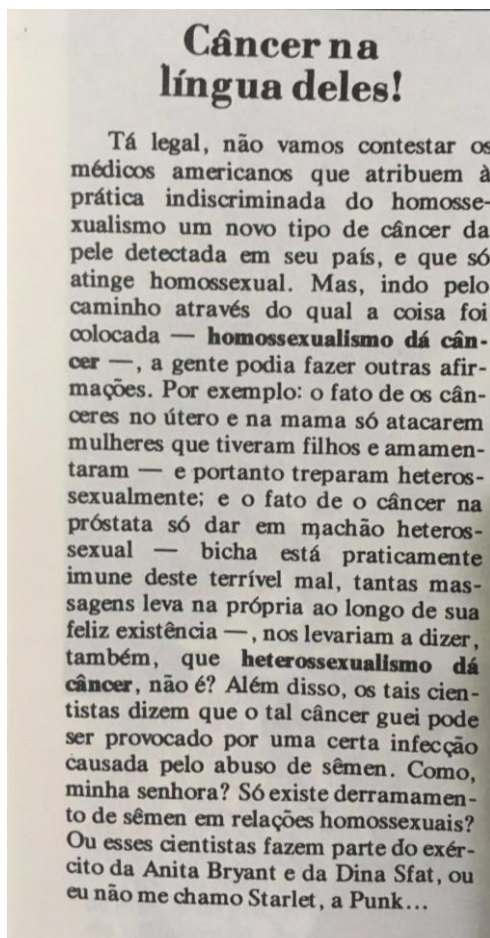 Câncer na
língua deles!
Tá legal, não vamos contestar os
médicos americanos que atribuem à
prática indiscriminada do homosse-
xualismo um novo tipo de câncer da
pele detectada em seu país, e que só
atinge homossexual. Mas, indo pelo
caminho através do qual a coisa foi
colocada — homossexualismo dá cân-
cer —, a gente podia fazer outras afir-
mações. Por exemplo: o fato de os cân-
ceres no útero e na mama só atacarem
mulheres que tiveram filhos e amamen-
taram — e portanto treparam heteros-
sexualmente; e o fato de o câncer na
próstata só dar em machão heteros-
sexual — bicha está praticamente
imune deste terrível mal, tantas mas-
sagens leva na própria ao longo de sua
feliz existência —, nos levariam a dizer,
também, que heterossexualismo dá
câncer, não é? Além disso, os tais cien-
tistas dizem que o tal câncer guei pode
ser provocado por uma certa infecção
causada pelo abuso de sêmen. Como,
minha senhora? Só existe derramamen-
to de sêmen em relações homossexuais?
Ou esses cientistas fazem parte do exér-
cito da Anita Bryant e da Dina Sfat, ou
eu não me chamo Starlet, a Punk...